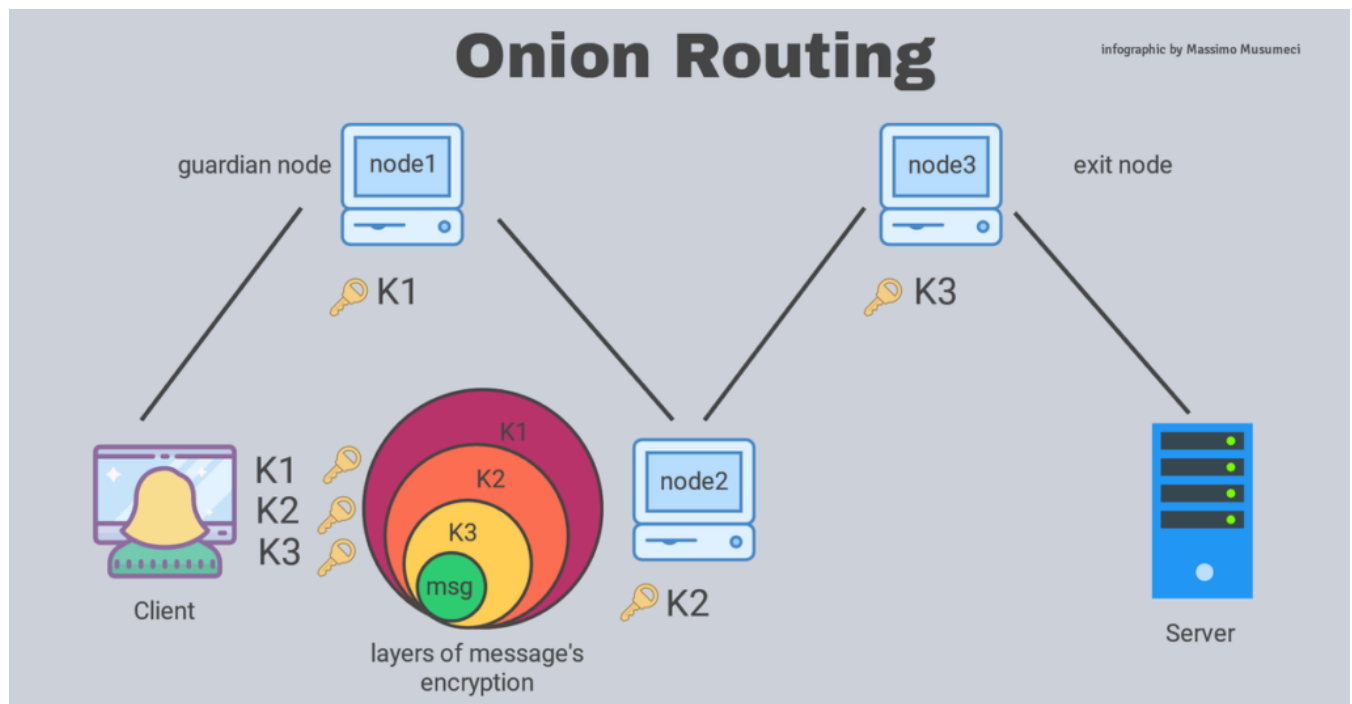 Onion Routing
infographic by Massimo Musumeci
guardian node
node1
node3
exit node
K1
K3
K1
K2
K3
Client
K1
K2
K3
msg
layers of message's
encryption
node2
K2
Server